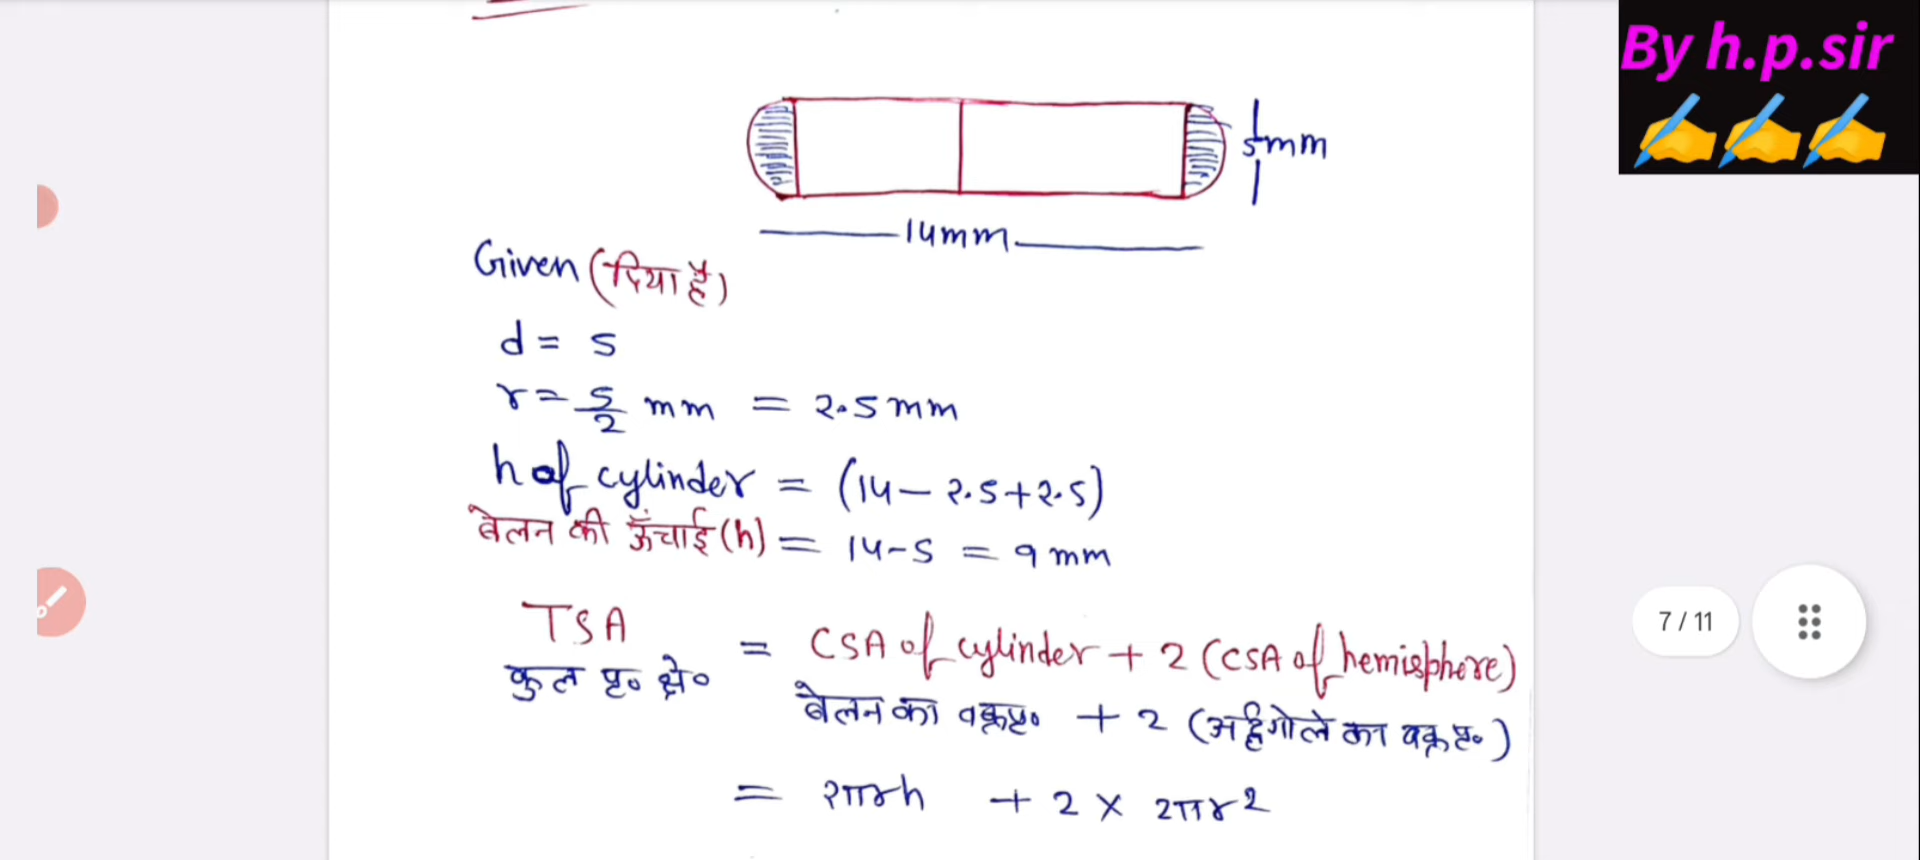 By h.p.sir
5mm
14mm
Given (दिया है)
d = 5
r = 5/2 mm = 2.5mm
h of cylinder = (14 - 2.5+2.5)
बेलन की ऊँचाई (h) = 14-5 = 9 mm
TSA = CSA of cylinder + 2 (CSA of hemisphere)
कुल पृ० क्षे० बेलन का वक्रपृ० + 2 (अर्द्धगोले का वक्र पृ०)
= 2πrh + 2 × 2πr²
7 / 11